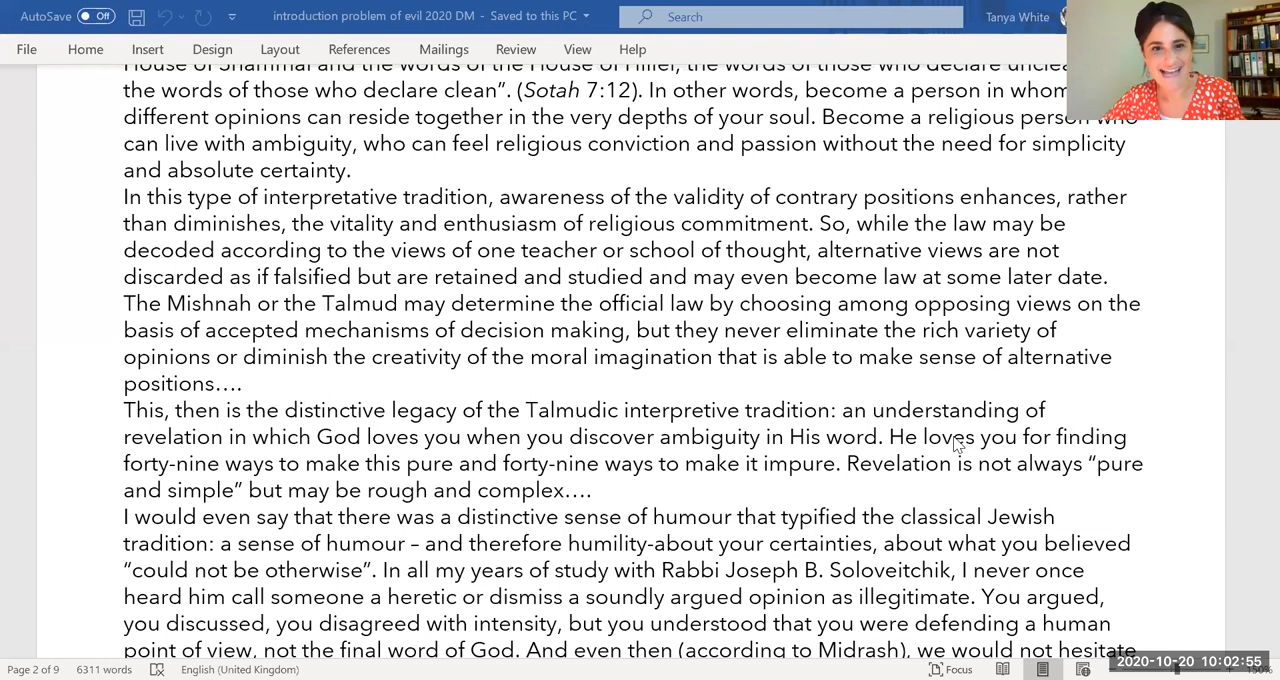 AutoSave Off introduction problem of evil 2020 DM - Saved to this PC Search Tanya White
File Home Insert Design Layout References Mailings Review View Help
House of Shammai and the words of the House of Hillel, the words of those who declare
the words of those who declare clean”. (Sotah 7:12). In other words, become a person in whom
different opinions can reside together in the very depths of your soul. Become a religious person who
can live with ambiguity, who can feel religious conviction and passion without the need for simplicity
and absolute certainty.
In this type of interpretative tradition, awareness of the validity of contrary positions enhances, rather
than diminishes, the vitality and enthusiasm of religious commitment. So, while the law may be
decoded according to the views of one teacher or school of thought, alternative views are not
discarded as if falsified but are retained and studied and may even become law at some later date.
The Mishnah or the Talmud may determine the official law by choosing among opposing views on the
basis of accepted mechanisms of decision making, but they never eliminate the rich variety of
opinions or diminish the creativity of the moral imagination that is able to make sense of alternative
positions….
This, then is the distinctive legacy of the Talmudic interpretive tradition: an understanding of
revelation in which God loves you when you discover ambiguity in His word. He loves you for finding
forty-nine ways to make this pure and forty-nine ways to make it impure. Revelation is not always “pure
and simple” but may be rough and complex….
I would even say that there was a distinctive sense of humour that typified the classical Jewish
tradition: a sense of humour – and therefore humility-about your certainties, about what you believed
“could not be otherwise”. In all my years of study with Rabbi Joseph B. Soloveitchik, I never once
heard him call someone a heretic or dismiss a soundly argued opinion as illegitimate. You argued,
you discussed, you disagreed with intensity, but you understood that you were defending a human
point of view, not the final word of God. And even then (according to Midrash), we would not hesitate
Page 2 of 9 6311 words English (United Kingdom) Focus 2020-10-20 10:02:55